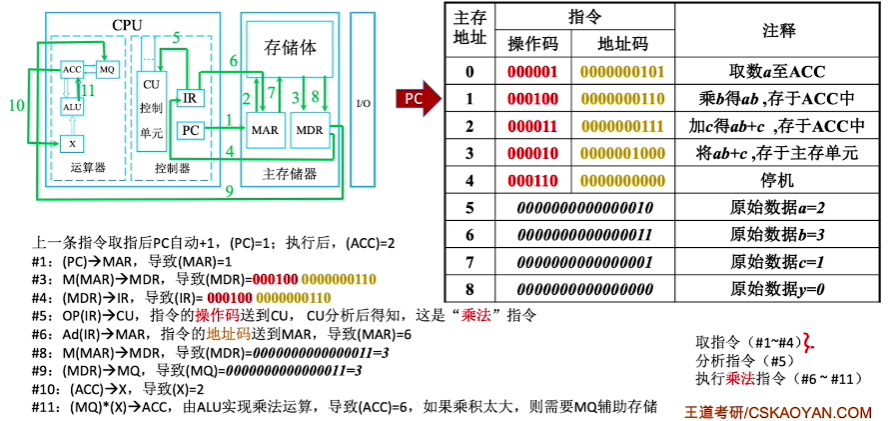 CPU
ACC
MQ
ALU
X
运算器
CU
控制
单元
IR
PC
控制器
存储体
MAR
MDR
主存储器
I/O
1
2
3
4
5
6
7
8
9
10
11
PC
主存地址 指令 注释
操作码 地址码
0 000001 0000000101 取数a至ACC
1 000100 0000000110 乘b得ab ,存于ACC中
2 000011 0000000111 加c得ab+c ,存于ACC中
3 000010 0000001000 将ab+c ,存于主存单元
4 000110 0000000000 停机
5 0000000000000010 原始数据a=2
6 0000000000000011 原始数据b=3
7 0000000000000001 原始数据c=1
8 0000000000000000 原始数据y=0
上一条指令取指后PC自动+1，(PC)=1；执行后，(ACC)=2
#1：(PC)→MAR，导致(MAR)=1
#3：M(MAR)→MDR，导致(MDR)=000100 0000000110
#4：(MDR)→IR，导致(IR)= 000100 0000000110
#5：OP(IR)→CU，指令的操作码送到CU， CU分析后得知，这是“乘法”指令
#6：Ad(IR)→MAR，指令的地址码送到MAR，导致(MAR)=6
#8：M(MAR)→MDR，导致(MDR)=0000000000000011=3
#9：(MDR)→MQ，导致(MQ)=0000000000000011=3
#10：(ACC)→X，导致(X)=2
#11：(MQ)*(X)→ACC，由ALU实现乘法运算，导致(ACC)=6，如果乘积太大，则需要MQ辅助存储
取指令（#1~#4）
分析指令（#5）
执行乘法指令（#6 ~ #11）
王道考研/CSKAOYAN.COM